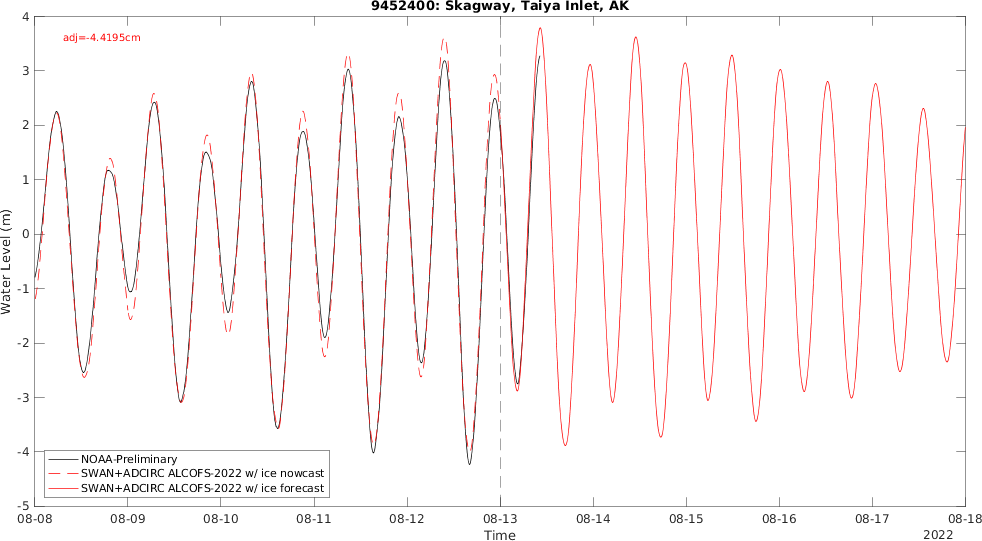 9452400: Skagway, Taiya Inlet, AK
adj=-4.4195cm
4
3
2
1
0
-1
-2
-3
-4
-5
Water Level (m)
NOAA-Preliminary
SWAN+ADCIRC ALCOFS-2022 w/ ice nowcast
SWAN+ADCIRC ALCOFS-2022 w/ ice forecast
08-08 08-09 08-10 08-11 08-12 08-13 08-14 08-15 08-16 08-17 08-18
Time
2022